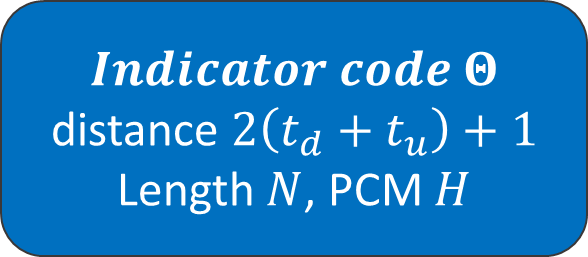 Indicator code Θ
distance 2(t_d + t_u) + 1
Length N, PCM H